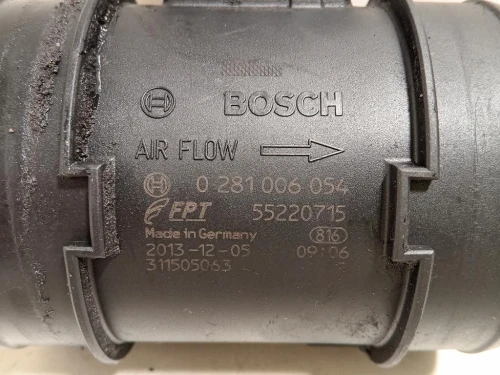 BOSCH
AIR FLOW
0 281 006 054
FPT 55220715
Made in Germany 816
2013-12-05 09:06
311505063